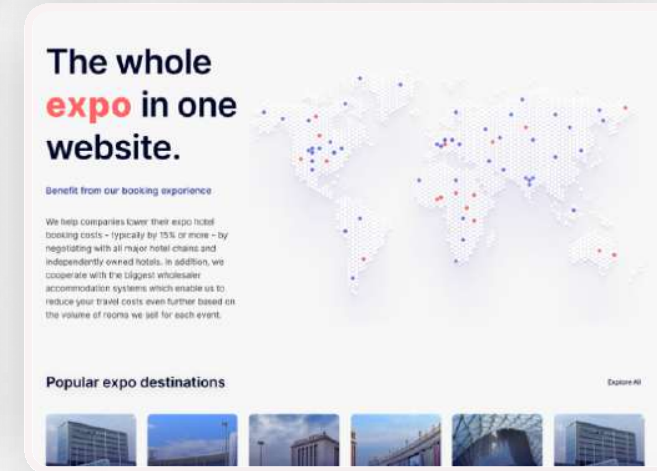 The whole
expo in one
website.
Benefit from our booking experience
We help companies lower their expo hotel
booking costs – typically by 15% or more – by
negotiating with all major hotel chains and
independently owned hotels. In addition, we
cooperate with the biggest wholesaler
accommodation systems which enable us to
reduce your travel costs even further based on
the volume of rooms we sell for each event.
Popular expo destinations
Explore All